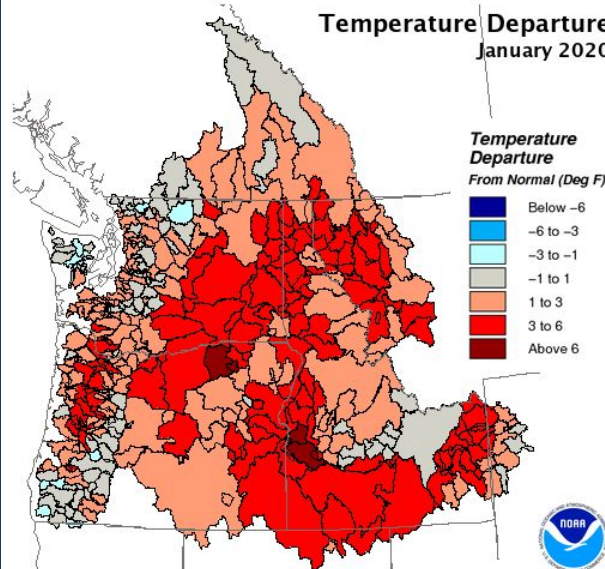 Temperature Departure
January 2020
Temperature
Departure
From Normal (Deg F)
Below −6
−6 to −3
−3 to −1
−1 to 1
1 to 3
3 to 6
Above 6
NOAA